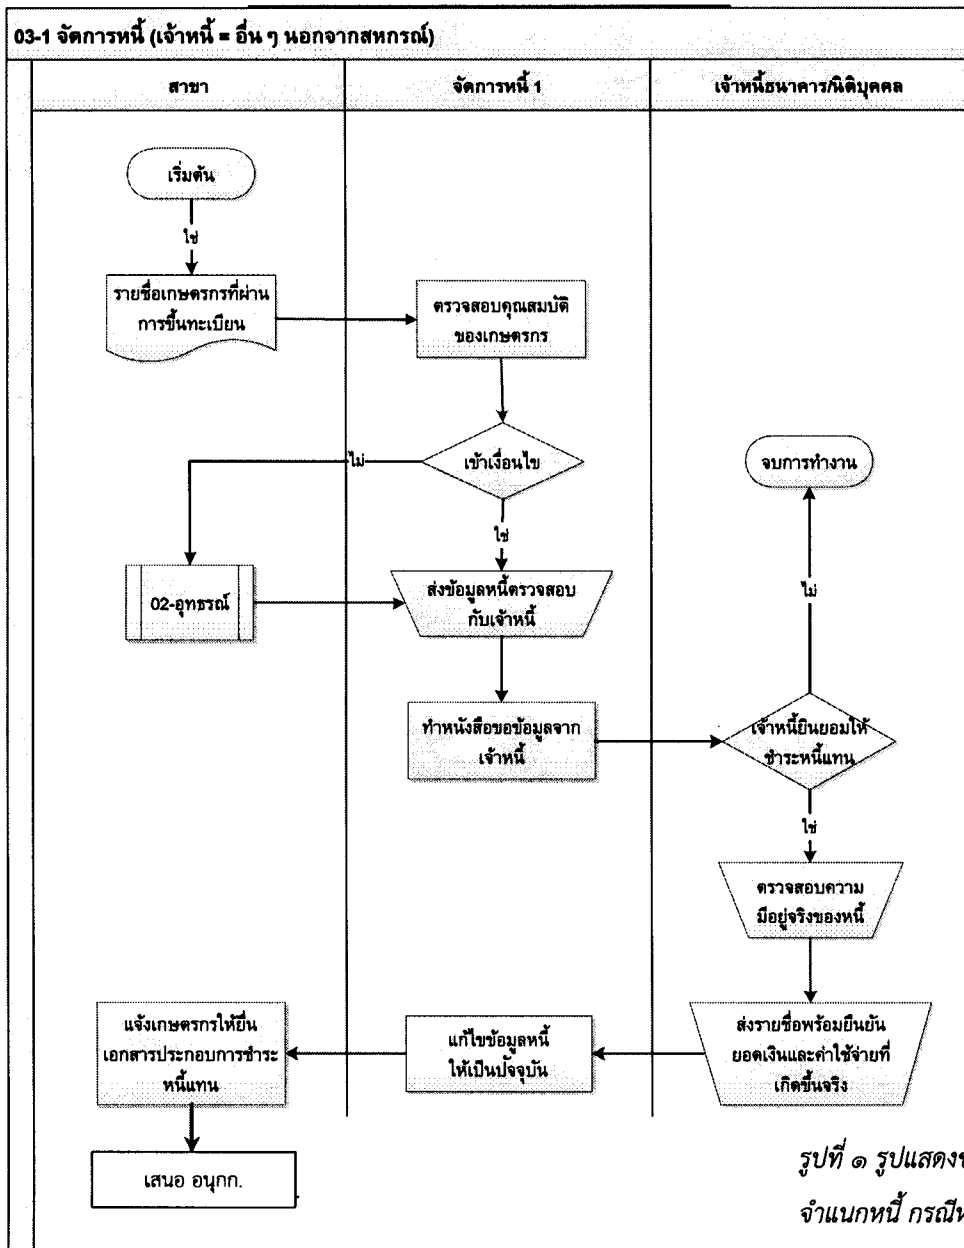 03-1 จัดการหนี้ (เจ้าหนี้ = อื่น ๆ นอกจากสหกรณ์)
สาขา
จัดการหนี้ 1
เจ้าหนี้ธนาคาร/นิติบุคคล
เริ่มต้น
ใช่
รายชื่อเกษตรกรที่ผ่าน
การขึ้นทะเบียน
ตรวจสอบคุณสมบัติ
ของเกษตรกร
ไม่
เข้าเงื่อนไข
จบการทำงาน
ใช่
02-อุทธรณ์
ส่งข้อมูลหนี้ตรวจสอบ
กับเจ้าหนี้
ไม่
ทำหนังสือขอข้อมูลจาก
เจ้าหนี้
เจ้าหนี้ยินยอมให้
ชำระหนี้แทน
ใช่
ตรวจสอบความ
มีอยู่จริงของหนี้
แจ้งเกษตรกรให้ยื่น
เอกสารประกอบการชำระ
หนี้แทน
แก้ไขข้อมูลหนี้
ให้เป็นปัจจุบัน
ส่งรายชื่อพร้อมยืนยัน
ยอดเงินและค่าใช้จ่ายที่
เกิดขึ้นจริง
เสนอ อนุกก.
รูปที่ ๑ รูปแสดง
จำแนกหนี้